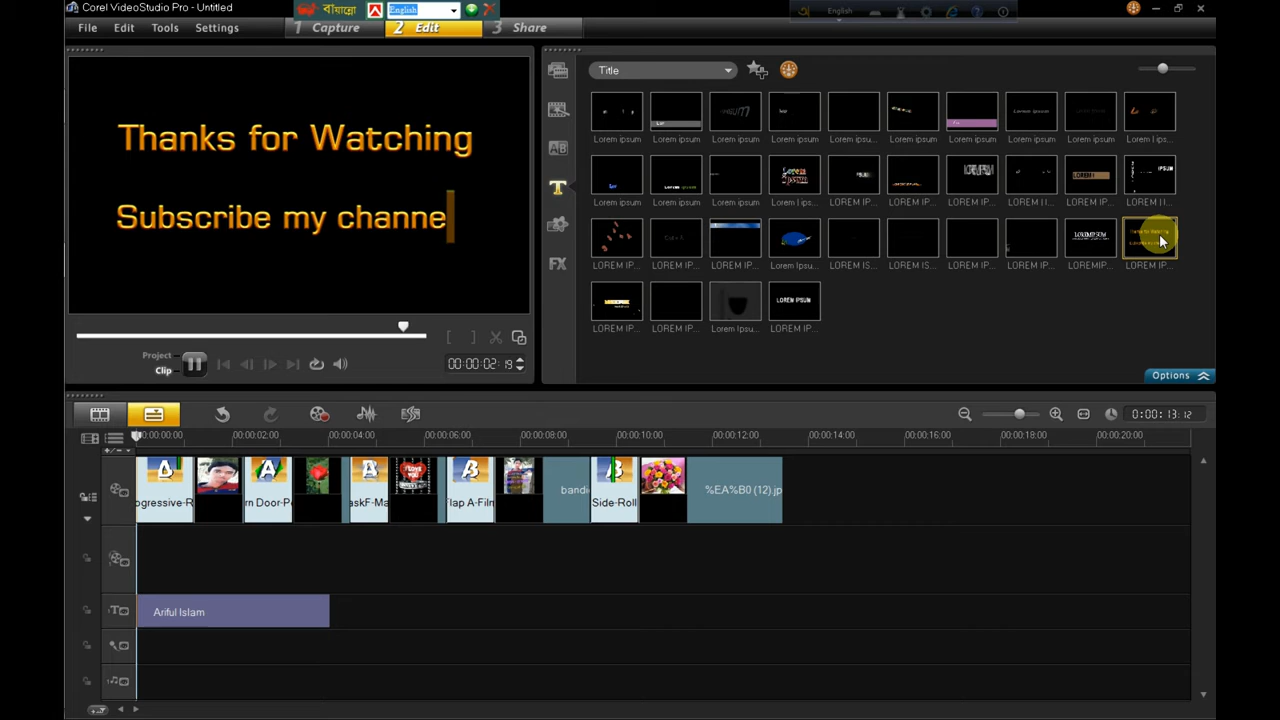 Corel VideoStudio Pro - Untitled
বায়ান্নো
English
English
File
Edit
Tools
Settings
1 Capture
2 Edit
3 Share
Thanks for Watching
Subscribe my channe
Title
Lorem ipsum
Lorem ipsum
Lorem ipsum
Lorem ipsum
Lorem ipsum
Lorem ipsum
Lorem ipsum
Lorem ipsum
Lorem ipsum
Lorem I ips...
Lorem ipsum
Lorem ipsum
Lorem ipsum
Lorem ipsum
LOREM IP...
LOREM IP...
LOREM IP...
LOREM I I...
LOREM IP...
LOREM I I...
LOREM IP...
LOREM IP...
LOREM IP...
Lorem Ipsu...
LOREM IS...
LOREM IS...
LOREM IP...
LOREM IP...
LOREMIP...
LOREM IP...
LOREM IP...
LOREM IP...
Lorem Ipsu...
LOREM IP...
Project
Clip
00:00:02:19
Options
0:00:13:12
00:00:00:00
00:00:02:00
00:00:04:00
00:00:06:00
00:00:08:00
00:00:10:00
00:00:12:00
00:00:14:00
00:00:16:00
00:00:18:00
00:00:20:00
ogressive-R
rn Door-P
askF-Ma
Flap A-Film
bandi
Side-Roll
%EA%B0 (12).jp
Ariful Islam